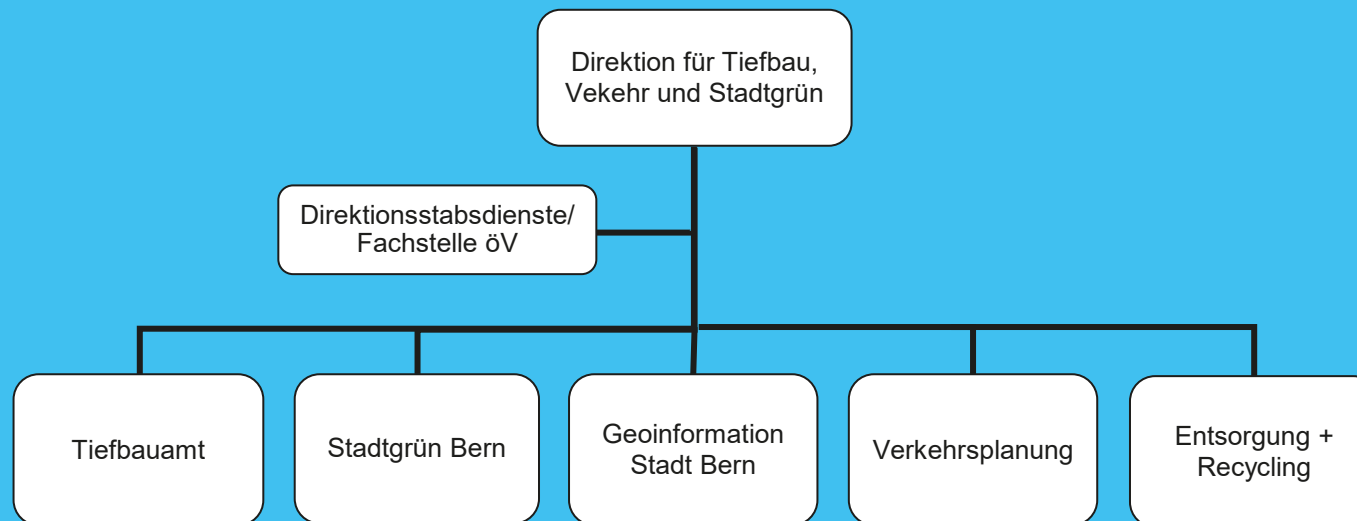 Direktion für Tiefbau,
Vekehr und Stadtgrün
Direktionsstabsdienste/
Fachstelle öV
Tiefbauamt
Stadtgrün Bern
Geoinformation
Stadt Bern
Verkehrsplanung
Entsorgung +
Recycling